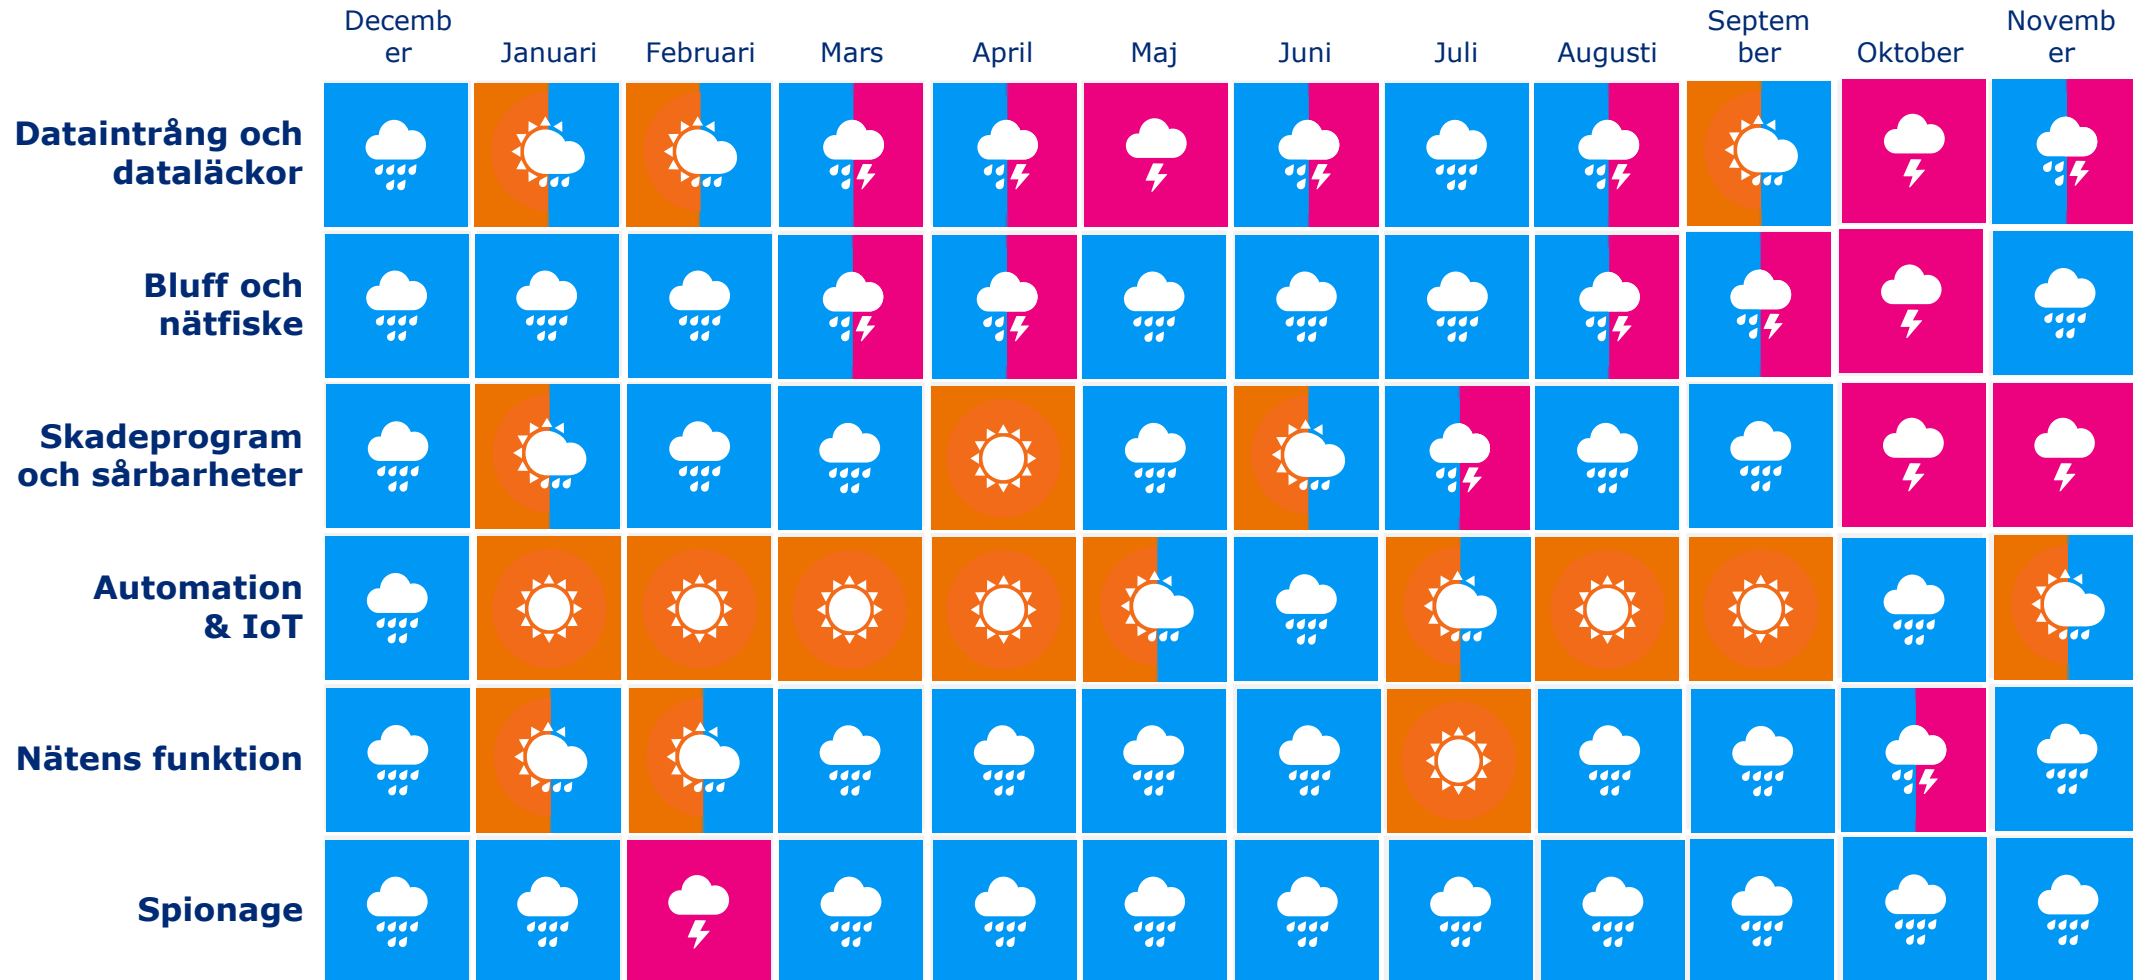 Decemb
er
Januari
Februari
Mars
April
Maj
Juni
Juli
Augusti
Septem
ber
Oktober
Novemb
er
Dataintrång och
dataläckor
Bluff och
nätfiske
Skadeprogram
och sårbarheter
Automation
& IoT
Nätens funktion
Spionage